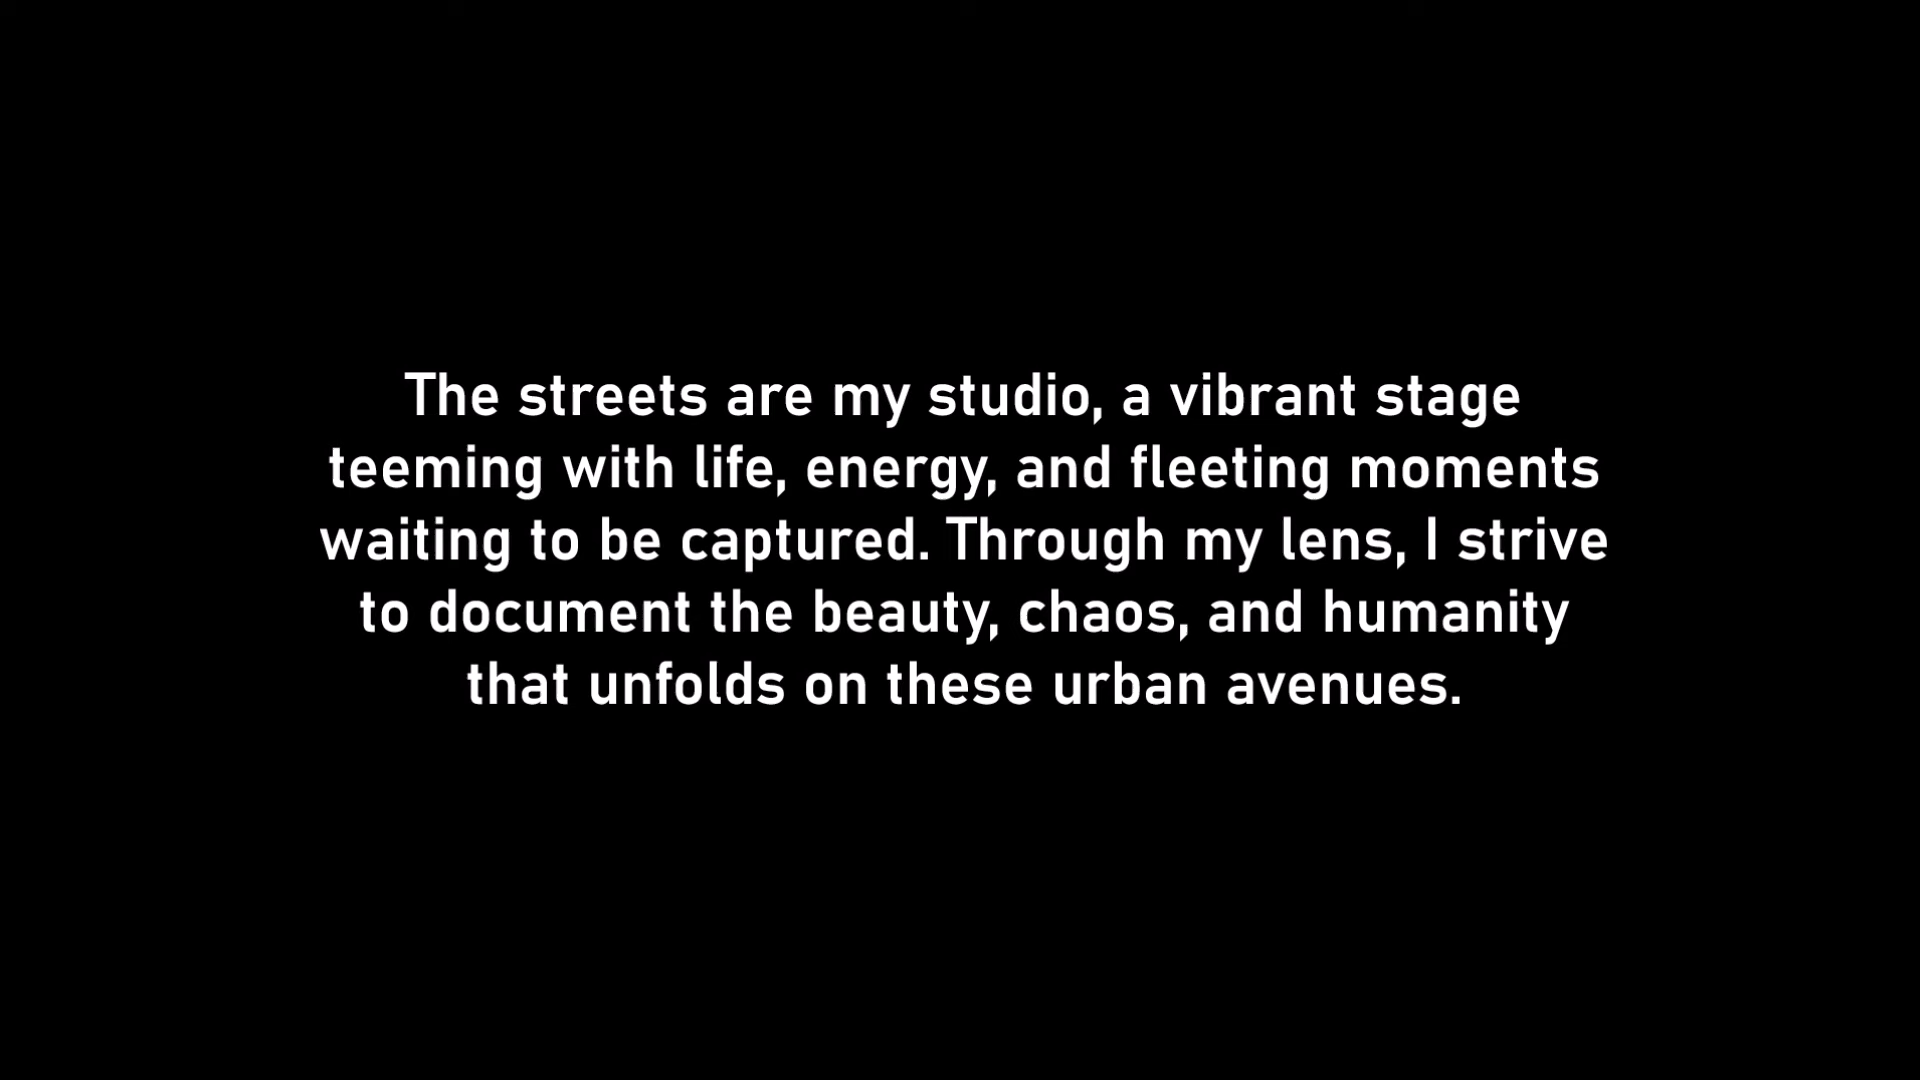 The streets are my studio, a vibrant stage
teeming with life, energy, and fleeting moments
waiting to be captured. Through my lens, I strive
to document the beauty, chaos, and humanity
that unfolds on these urban avenues.